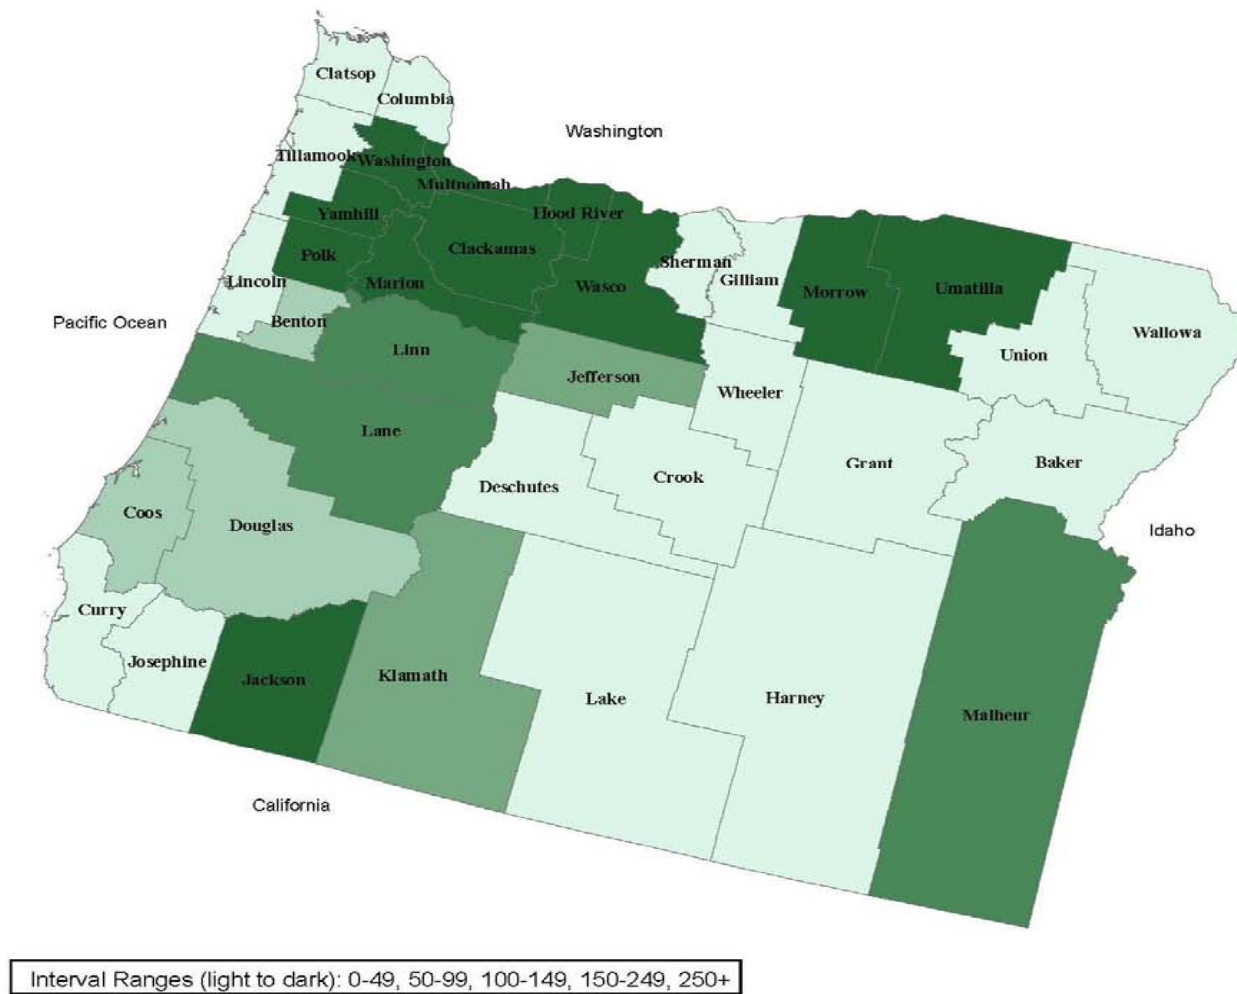 Clatsop
Columbia
Washington
Tillamook
Washington
Multnomah
Yamhill
Hood River
Clackamas
Polk
Marion
Wasco
Sherman
Gilliam
Morrow
Umatilla
Lincoln
Pacific Ocean
Benton
Linn
Jefferson
Wheeler
Union
Wallowa
Lane
Grant
Baker
Crook
Deschutes
Coos
Douglas
Idaho
Curry
Josephine
Jackson
Klamath
Lake
Harney
Malheur
California
Interval Ranges (light to dark): 0-49, 50-99, 100-149, 150-249, 250+